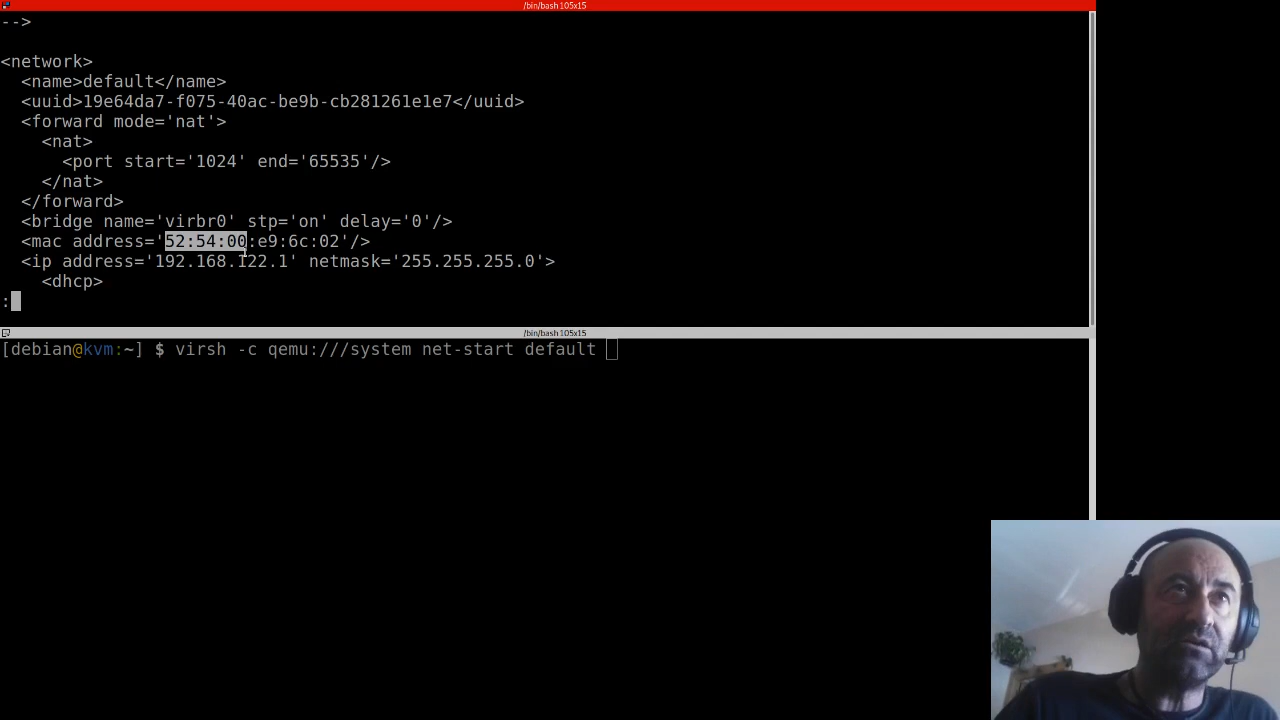 /bin/bash 105x15
-->
<network>
  <name>default</name>
  <uuid>19e64da7-f075-40ac-be9b-cb281261e1e7</uuid>
  <forward mode='nat'>
    <nat>
      <port start='1024' end='65535'/>
    </nat>
  </forward>
  <bridge name='virbr0' stp='on' delay='0'/>
  <mac address='52:54:00:e9:6c:02'/>
  <ip address='192.168.122.1' netmask='255.255.255.0'>
    <dhcp>
:
/bin/bash 105x15
[debian@kvm:~] $ virsh -c qemu:///system net-start default